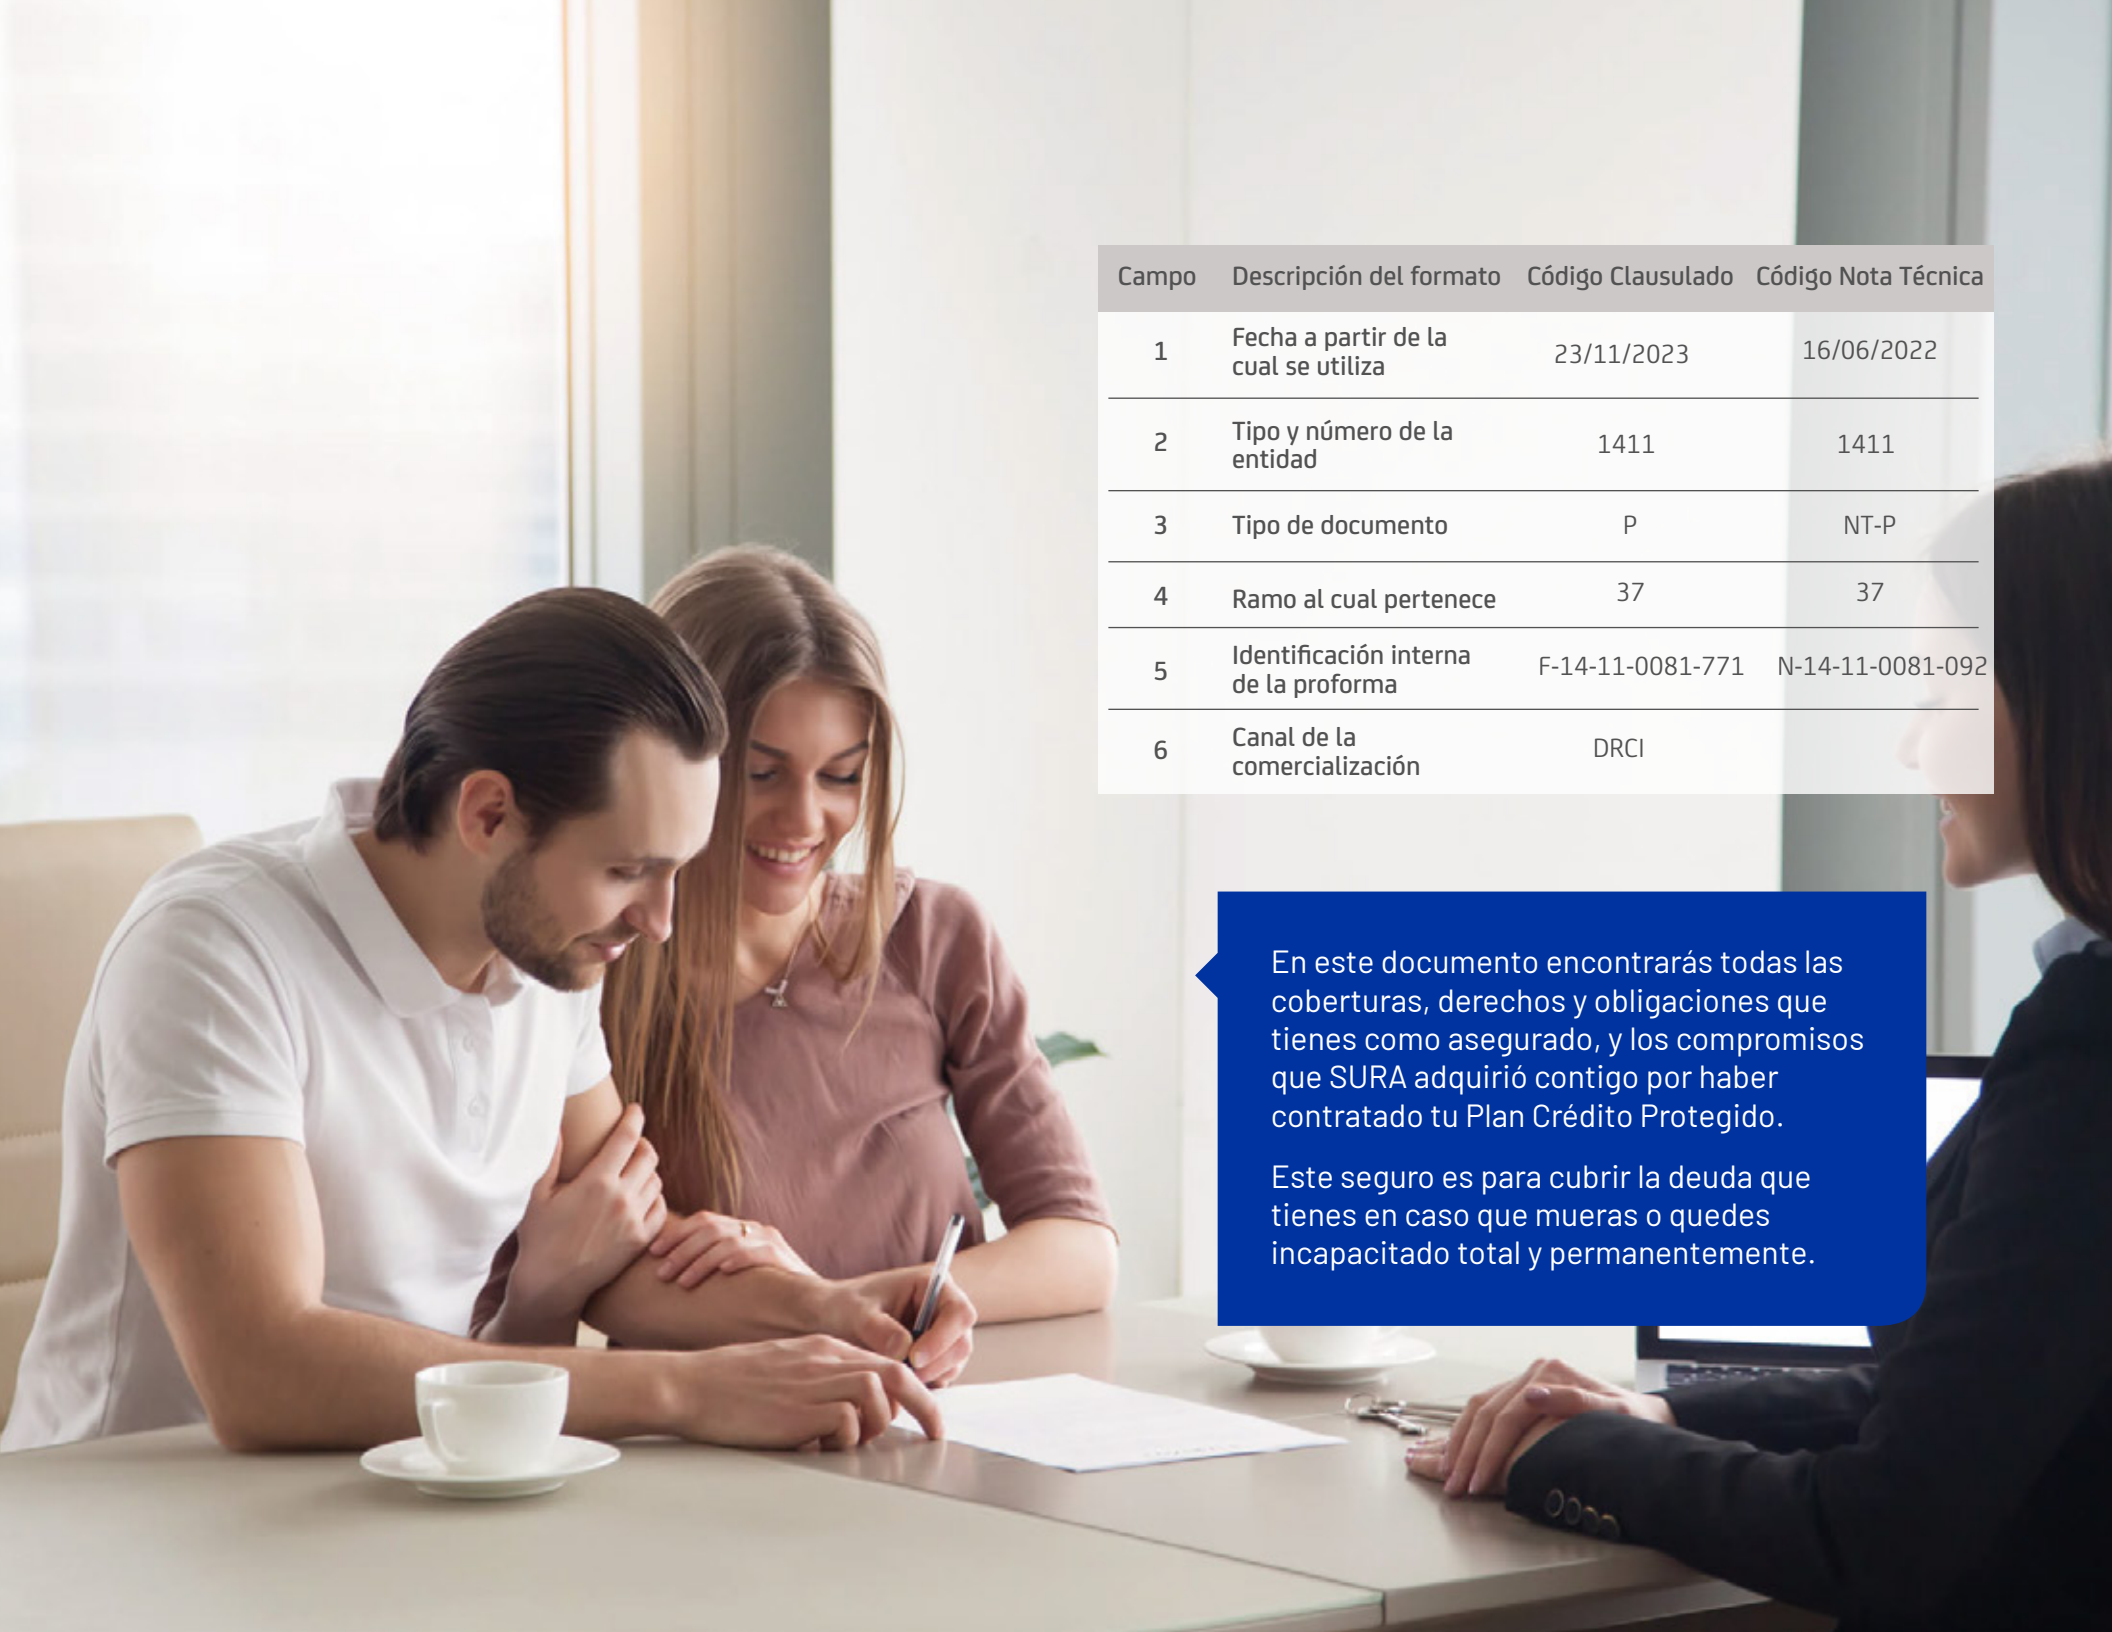 Campo Descripción del formato Código Clausulado Código Nota Técnica
1 Fecha a partir de la cual se utiliza 23/11/2023 16/06/2022
2 Tipo y número de la entidad 1411 1411
3 Tipo de documento P NT-P
4 Ramo al cual pertenece 37 37
5 Identificación interna de la proforma F-14-11-0081-771 N-14-11-0081-092
6 Canal de la comercialización DRCI
En este documento encontrarás todas las
coberturas, derechos y obligaciones que
tienes como asegurado, y los compromisos
que SURA adquirió contigo por haber
contratado tu Plan Crédito Protegido.
Este seguro es para cubrir la deuda que
tienes en caso que mueras o quedes
incapacitado total y permanentemente.